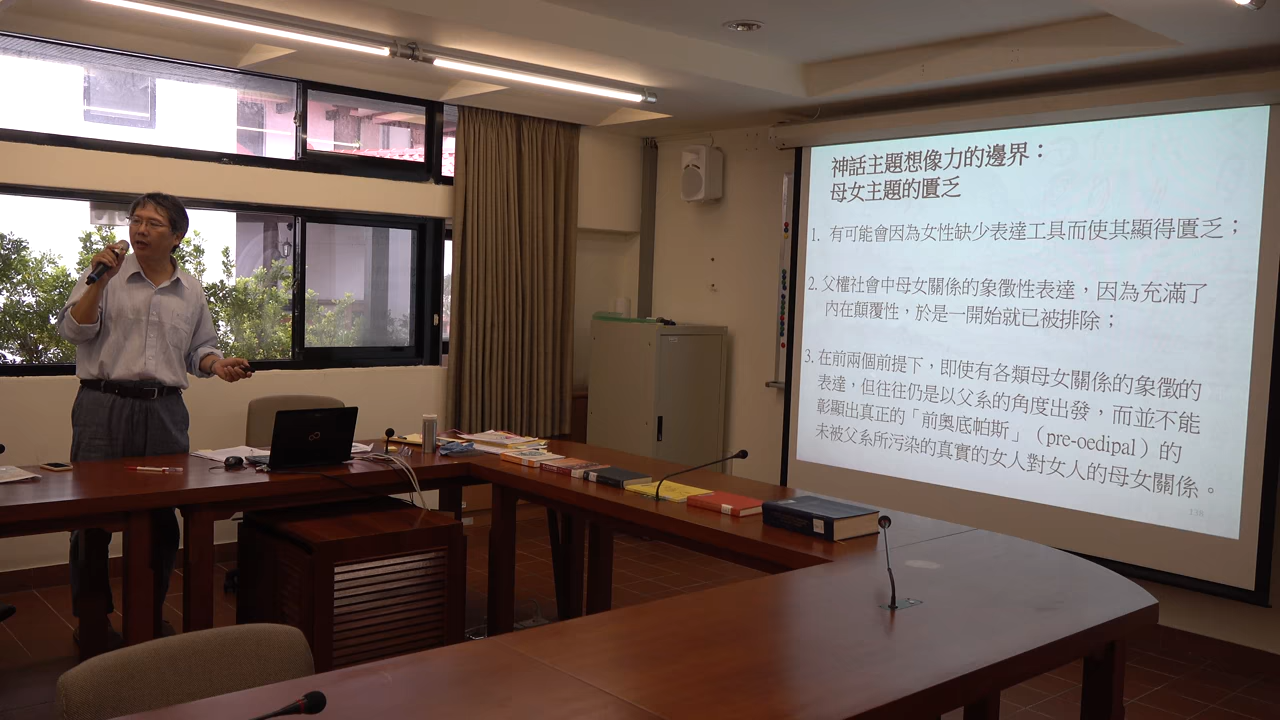 神話主題想像力的邊界：
母女主題的匱乏
1. 有可能會因為女性缺少表達工具而使其顯得匱乏；
2. 父權社會中母女關係的象徵性表達，因為充滿了
內在顛覆性，於是一開始就已被排除；
3. 在前兩個前提下，即使有各類母女關係的象徵的
表達，但往往仍是以父系的角度出發，而並不能
彰顯出真正的「前奧底帕斯」（pre-oedipal）的
未被父系所污染的真實的女人對女人的母女關係。